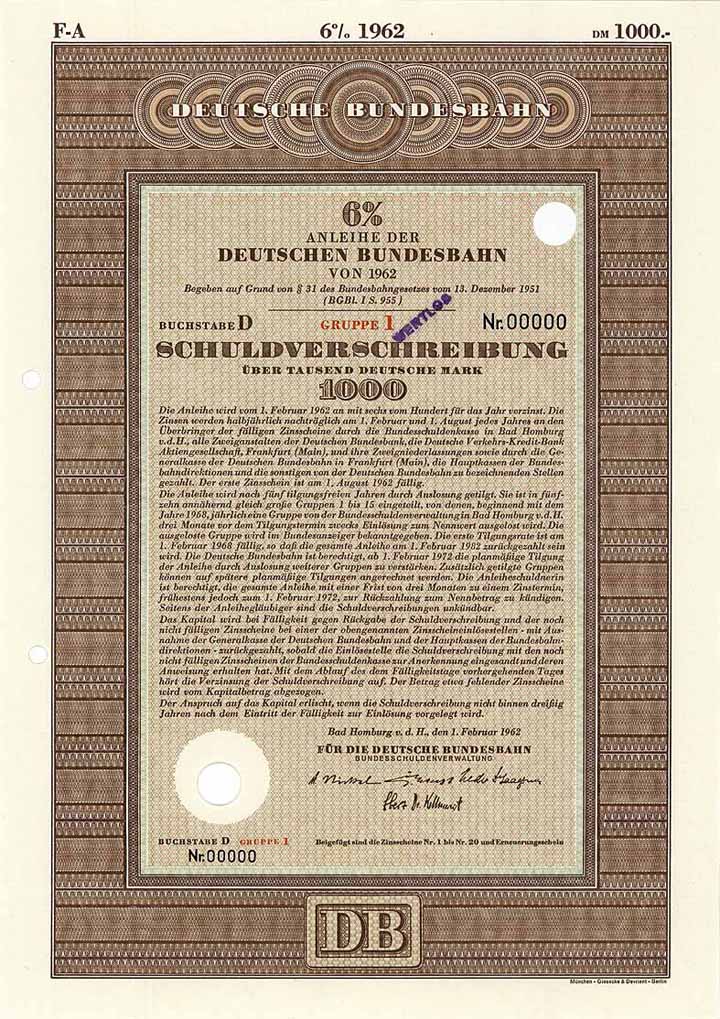 F-A 6% 1962 DM 1000.-
DEUTSCHE BUNDESBAHN
6%
ANLEIHE DER
DEUTSCHEN BUNDESBAHN
VON 1962
Begeben auf Grund von § 31 des Bundesbahngesetzes vom 13. Dezember 1951
(BGBl. I S. 955)
BUCHSTABE D GRUPPE 1 Nr. 00000
WERTLOS
SCHULDVERSCHREIBUNG
ÜBER TAUSEND DEUTSCHE MARK
1000
Die Anleihe wird vom 1. Februar 1962 an mit sechs vom Hundert für das Jahr verzinst. Die
Zinsen werden halbjährlich nachträglich am 1. Februar und 1. August jedes Jahres an den
Überbringer der fälligen Zinsscheine durch die Bundesschuldenkasse in Bad Homburg
v.d.H., alle Zweiganstalten der Deutschen Bundesbank, die Deutsche Verkehrs-Kredit-Bank
Aktiengesellschaft, Frankfurt (Main), und ihre Zweigniederlassungen sowie durch die Ge-
neralkasse der Deutschen Bundesbahn in Frankfurt (Main), die Hauptkassen der Bundes-
bahndirektionen und die sonstigen von der Deutschen Bundesbahn zu bezeichnenden Stellen
gezahlt. Der erste Zinsschein ist am 1. August 1962 fällig.
Die Anleihe wird nach fünf tilgungsfreien Jahren durch Auslosung getilgt. Sie ist in fünf-
zehn annähernd gleich große Gruppen 1 bis 15 eingeteilt, von denen, beginnend mit dem
Jahre 1968, jährlich eine Gruppe von der Bundesschuldenverwaltung in Bad Homburg v.d.H.
drei Monate vor dem Tilgungstermin zwecks Einlösung zum Nennwert ausgelost wird. Die
ausgeloste Gruppe wird im Bundesanzeiger bekanntgegeben. Die erste Tilgungsrate ist am
1. Februar 1968 fällig, so daß die gesamte Anleihe am 1. Februar 1982 zurückgezahlt sein
wird. Die Deutsche Bundesbahn ist berechtigt, ab 1. Februar 1972 die planmäßige Tilgung
der Anleihe durch Auslosung weiterer Gruppen zu verstärken. Zusätzlich getilgte Gruppen
können auf spätere planmäßige Tilgungen angerechnet werden. Die Anleiheschuldnerin
ist berechtigt, die gesamte Anleihe mit einer Frist von drei Monaten zu einem Zinstermin,
frühestens jedoch zum 1. Februar 1972, zur Rückzahlung zum Nennbetrag zu kündigen.
Seitens der Anleihegläubiger sind die Schuldverschreibungen unkündbar.
Das Kapital wird bei Fälligkeit gegen Rückgabe der Schuldverschreibung und der noch
nicht fälligen Zinsscheine bei einer der obengenannten Zinsscheineinlösestellen - mit Aus-
nahme der Generalkasse der Deutschen Bundesbahn und der Hauptkassen der Bundesbahn-
direktionen - zurückgezahlt, sobald die Einlösestelle die Schuldverschreibung mit den noch
nicht fälligen Zinsscheinen der Bundesschuldenkasse zur Anerkennung eingesandt und deren
Anweisung erhalten hat. Mit dem Ablauf des dem Fälligkeitstage vorhergehenden Tages
hört die Verzinsung der Schuldverschreibung auf. Der Betrag etwa fehlender Zinsscheine
wird vom Kapitalbetrag abgezogen.
Der Anspruch auf das Kapital erlischt, wenn die Schuldverschreibung nicht binnen dreißig
Jahren nach dem Eintritt der Fälligkeit zur Einlösung vorgelegt wird.
Bad Homburg v. d. H., den 1. Februar 1962
FÜR DIE DEUTSCHE BUNDESBAHN
BUNDESSCHULDENVERWALTUNG
BUCHSTABE D GRUPPE 1 Beigefügt sind die Zinsscheine Nr. 1 bis Nr. 20 und Erneuerungsschein
Nr. 00000
DB
München - Giesecke & Devrient - Berlin